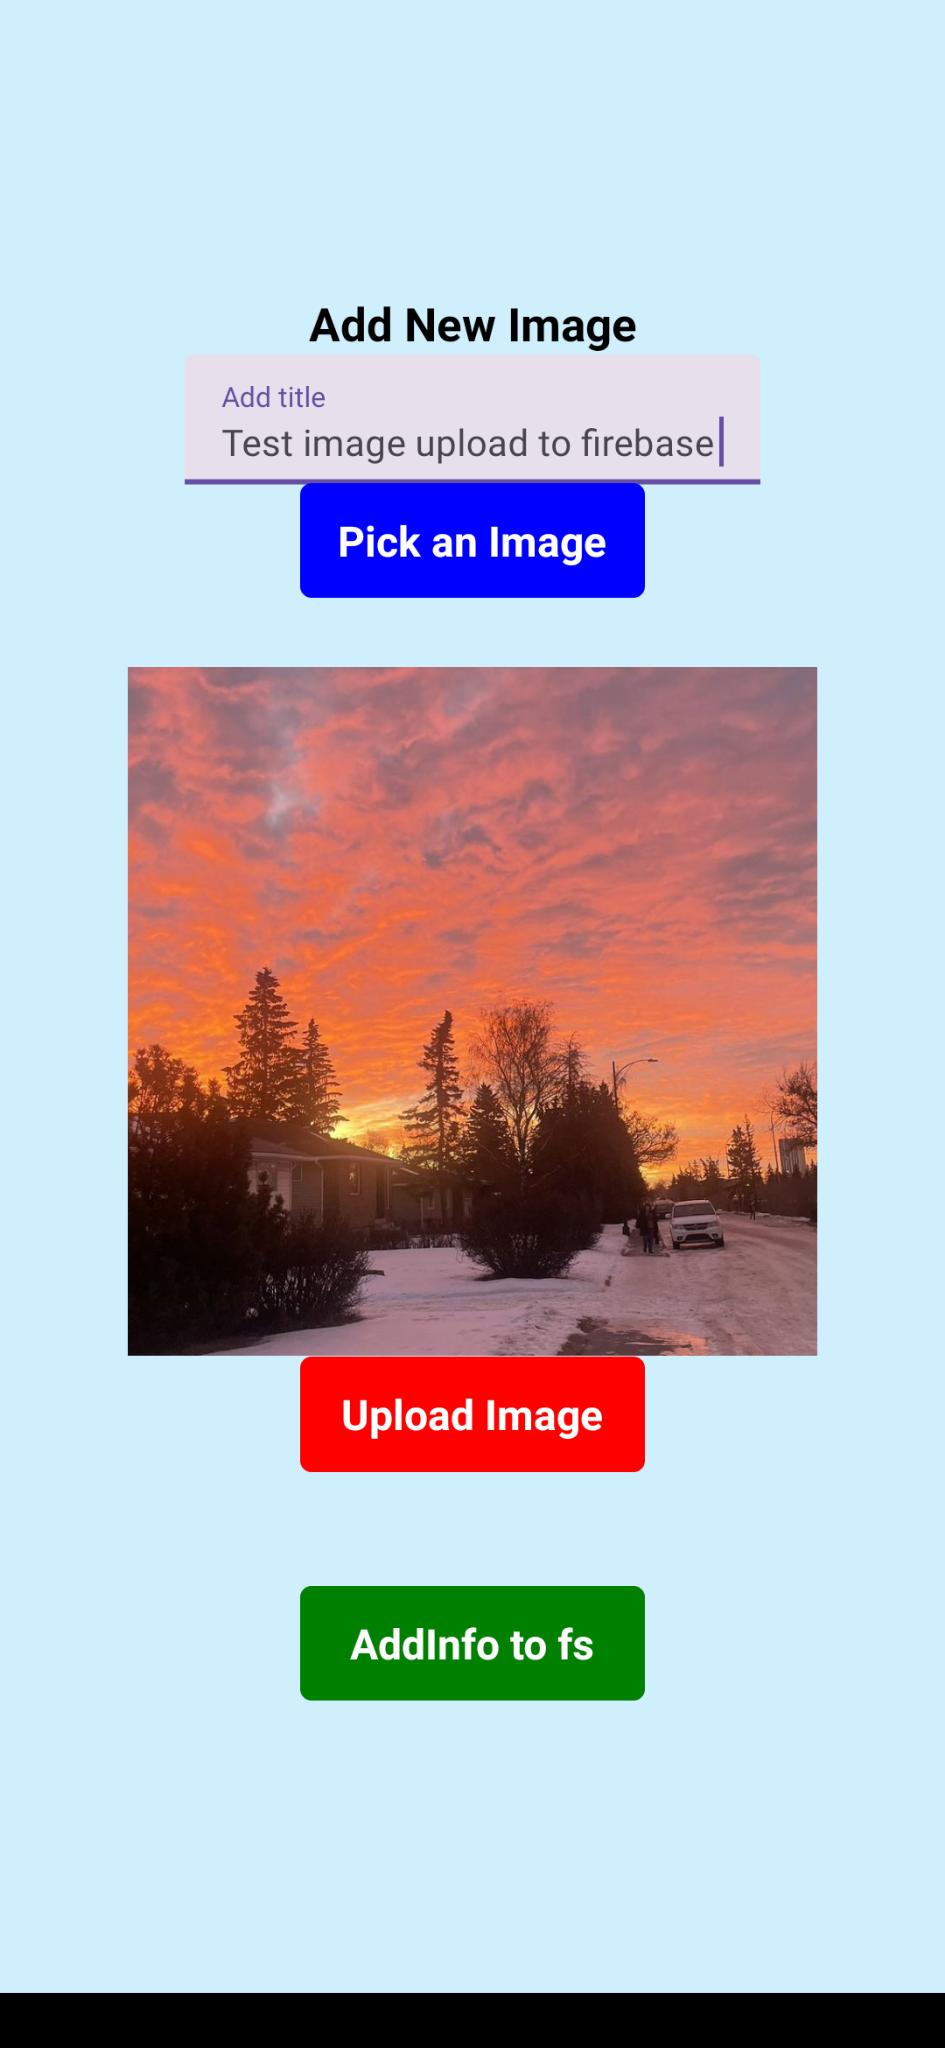 Add New Image
Add title
Test image upload to firebase
Pick an Image
Upload Image
AddInfo to fs